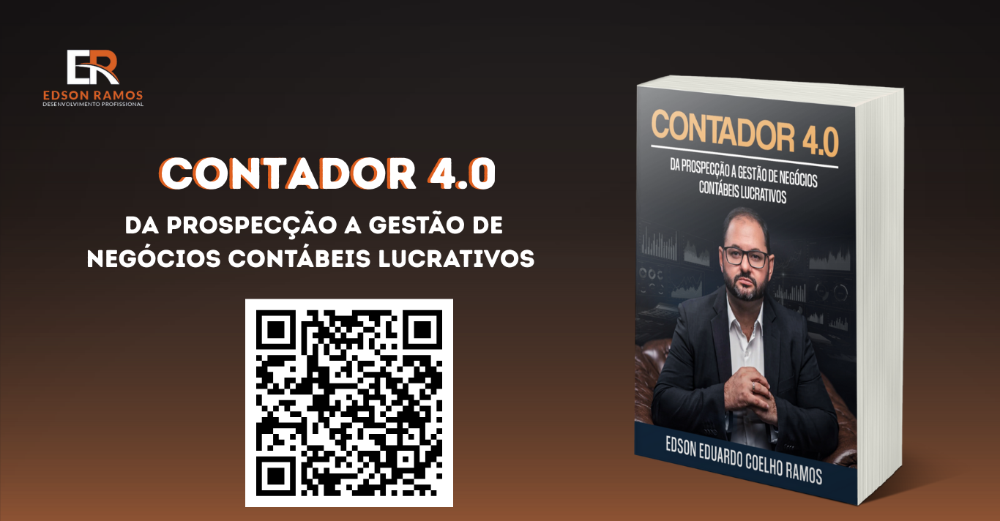 ER
EDSON RAMOS
DESENVOLVIMENTO PROFISSIONAL
CONTADOR 4.0
DA PROSPECÇÃO A GESTÃO DE
NEGÓCIOS CONTÁBEIS LUCRATIVOS
CONTADOR 4.0
DA PROSPECÇÃO A GESTÃO DE NEGÓCIOS
CONTÁBEIS LUCRATIVOS
EDSON EDUARDO COELHO RAMOS